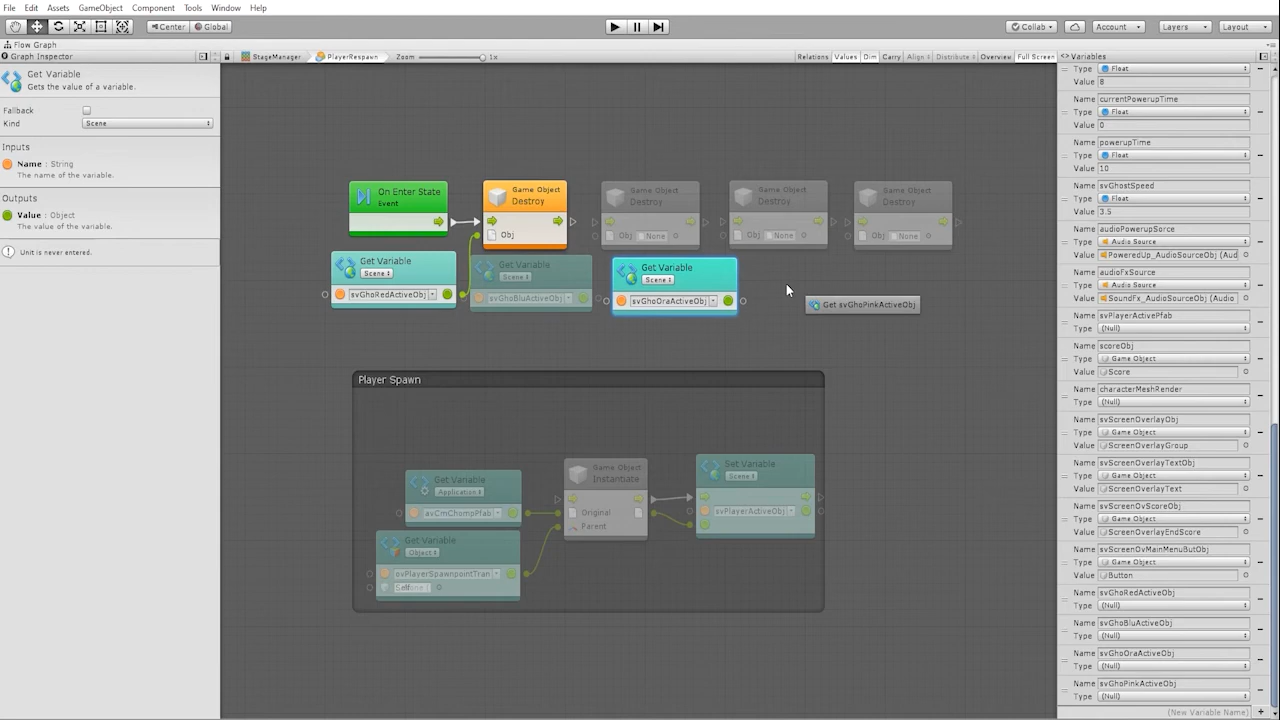 File Edit Assets GameObject Component Tools Window Help
Center Global Collab Account Layers Layout
Flow Graph
Graph Inspector StageManager PlayerRespawn Zoom 1x Relations Values Dim Carry Align Distribute Overview Full Screen Variables
Get Variable
Gets the value of a variable.
Fallback
Kind Scene
Inputs
Name : String
The name of the variable.
Outputs
Value : Object
The value of the variable.
Unit is never entered.
On Enter State
Event
Game Object
Destroy
Obj
Game Object
Destroy
Obj None
Game Object
Destroy
Obj None
Game Object
Destroy
Obj None
Get Variable
Scene
svGhoRedActiveObj
Get Variable
Scene
svGhoBluActiveObj
Get Variable
Scene
svGhoOraActiveObj
Get svGhoPinkActiveObj
Player Spawn
Get Variable
Application
avCmChompPfab
Get Variable
Object
ovPlayerSpawnpointTran
Self
Game Object
Instantiate
Original
Parent
Set Variable
Scene
svPlayerActiveObj
Type Float
Value 8
Name currentPowerupTime
Type Float
Value 0
Name powerupTime
Type Float
Value 10
Name svGhostSpeed
Type Float
Value 3.5
Name audioPowerupSorce
Type Audio Source
Value PoweredUp_AudioSourceObj (Aud
Name audioFxSource
Type Audio Source
Value SoundFx_AudioSourceObj (Audio
Name svPlayerActivePfab
Type (Null)
Name scoreObj
Type Game Object
Value Score
Name characterMeshRender
Type (Null)
Name svScreenOverlayObj
Type Game Object
Value ScreenOverlayGroup
Name svScreenOverlayTextObj
Type Game Object
Value ScreenOverlayText
Name svScreenOvScoreObj
Type Game Object
Value ScreenOverlayEndScore
Name svScreenOvMainMenuButObj
Type Game Object
Value Button
Name svGhoRedActiveObj
Type (Null)
Name svGhoBluActiveObj
Type (Null)
Name svGhoOraActiveObj
Type (Null)
Name svGhoPinkActiveObj
Type (Null)
(New Variable Name)